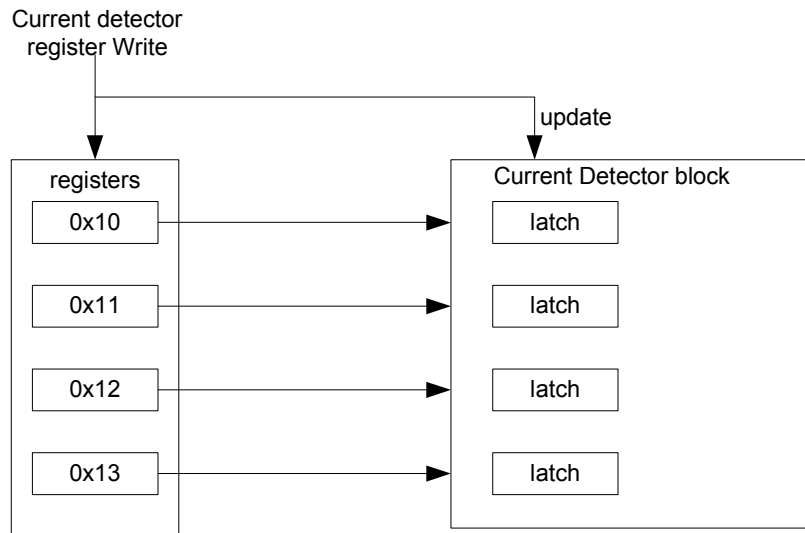 Current detector
register Write
update
registers
Current Detector block
0x10
latch
0x11
latch
0x12
latch
0x13
latch